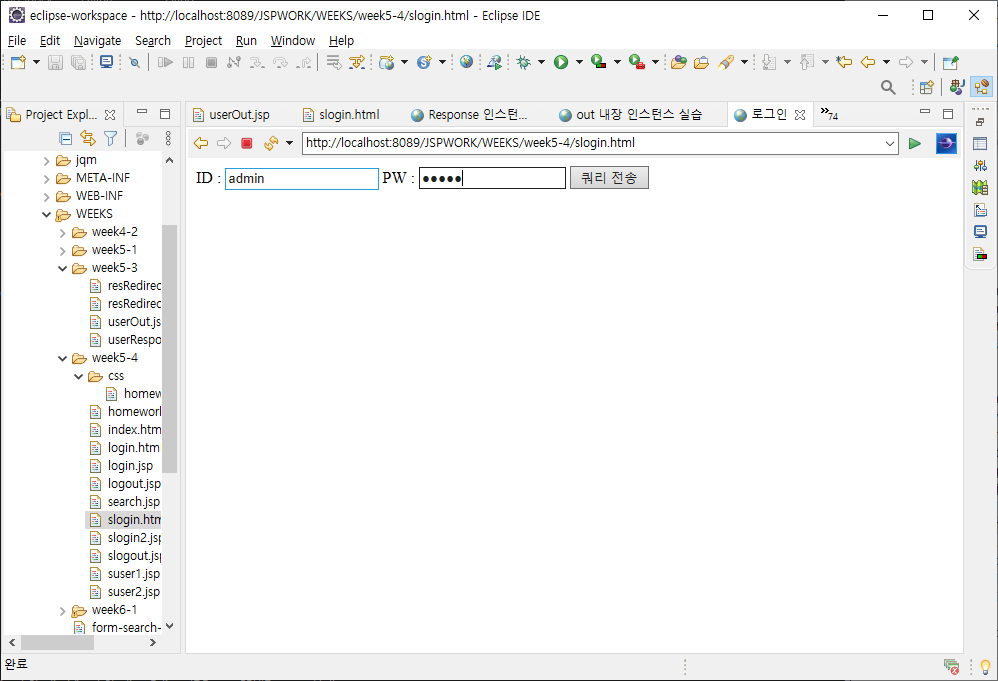 eclipse-workspace - http://localhost:8089/JSPWORK/WEEKS/week5-4/slogin.html - Eclipse IDE
File Edit Navigate Search Project Run Window Help
Project Expl...
userOut.jsp slogin.html Response 인스턴... out 내장 인스턴스 실습 로그인 »74
http://localhost:8089/JSPWORK/WEEKS/week5-4/slogin.html
ID : admin PW : ●●●●● 쿼리 전송
jqm
META-INF
WEB-INF
WEEKS
week4-2
week5-1
week5-3
resRedirec
resRedirec
userOut.js
userRespo
week5-4
css
homew
homework
index.htm
login.htm
login.jsp
logout.jsp
search.jsp
slogin.htm
slogin2.jsp
slogout.jsp
suser1.jsp
suser2.jsp
week6-1
form-search-
완료